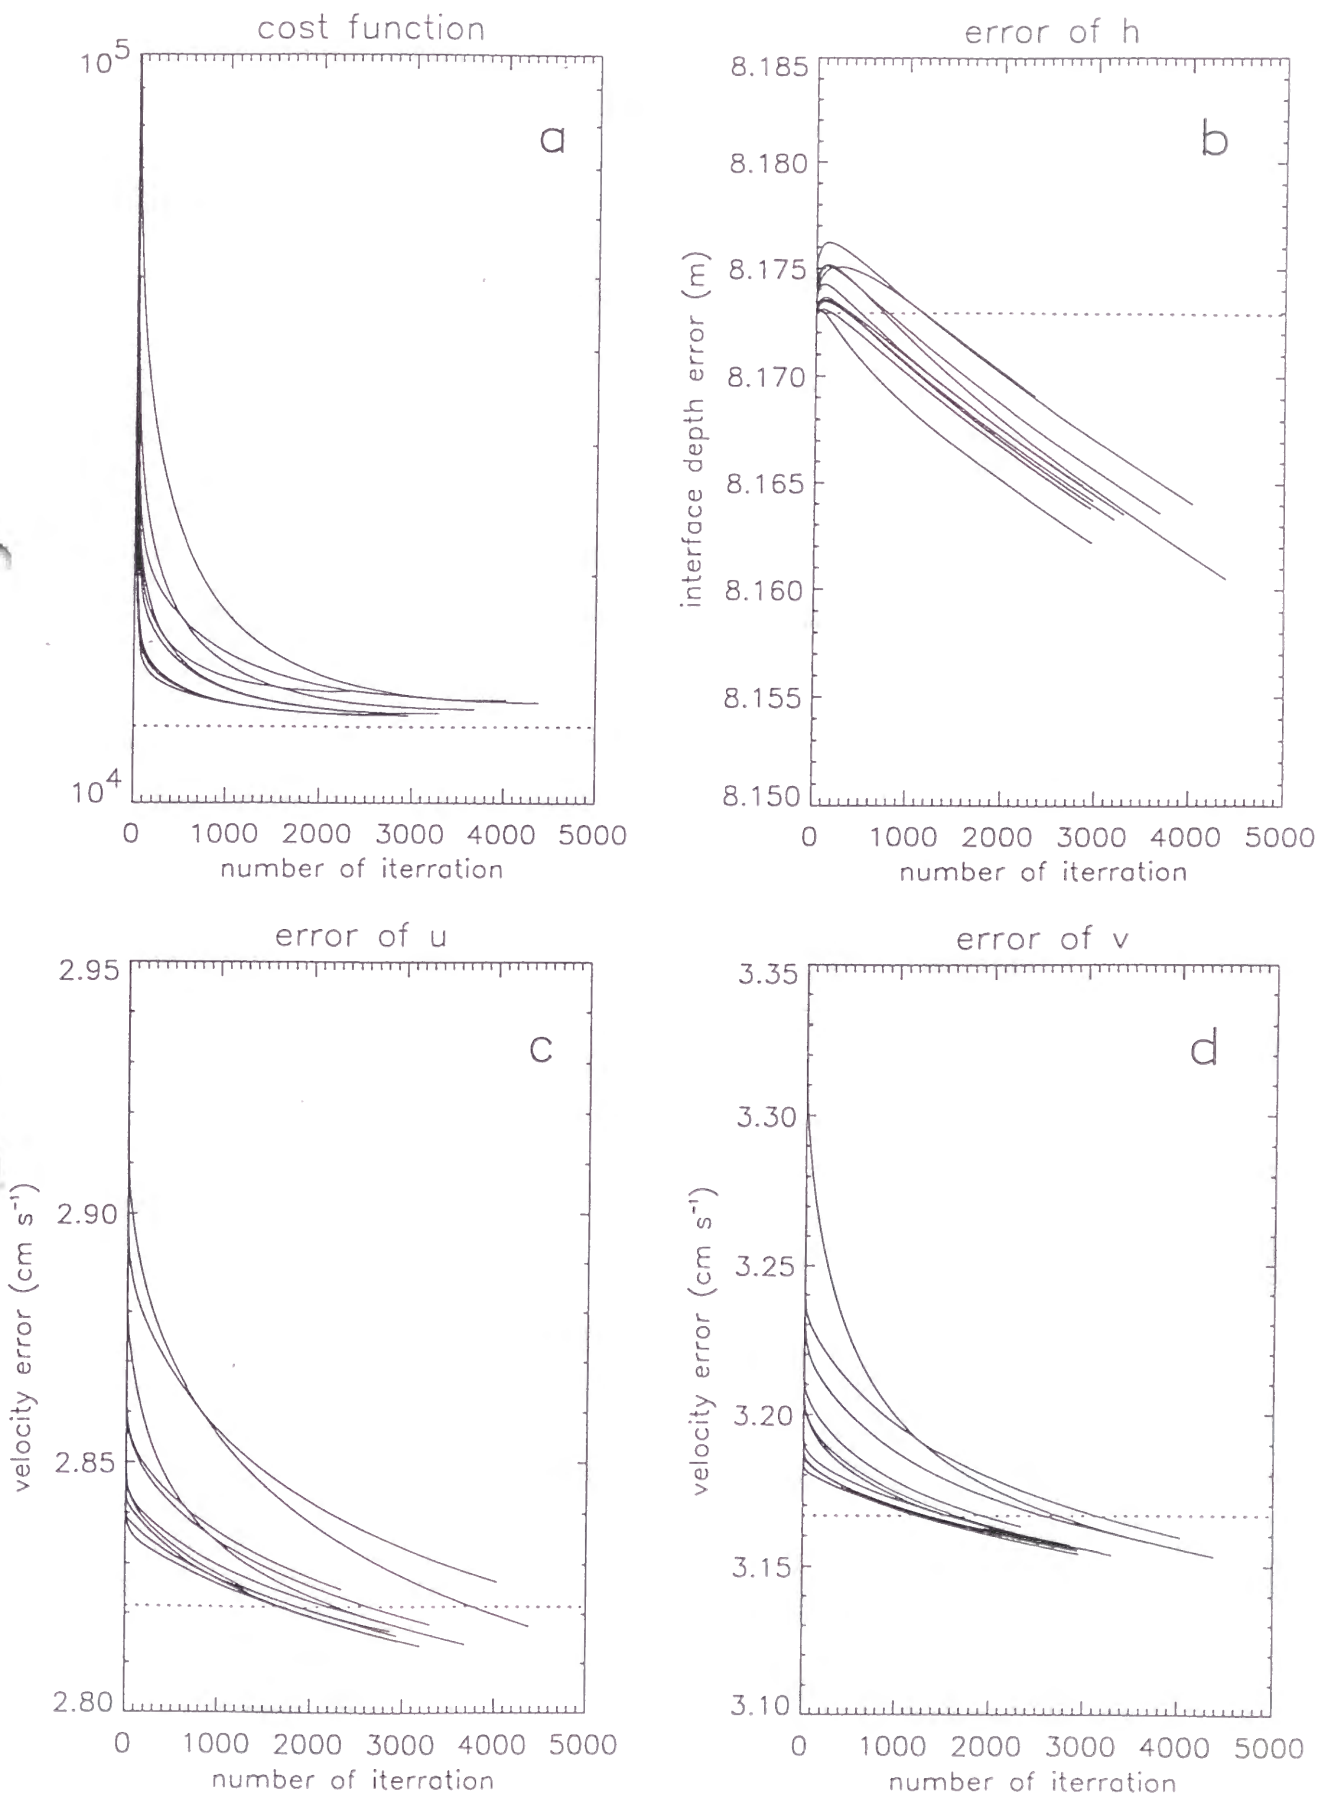 cost function
10^5
a
10^4
0 1000 2000 3000 4000 5000
number of iterration
error of h
8.185
b
8.180
8.175
8.170
8.165
8.160
8.155
8.150
interface depth error (m)
0 1000 2000 3000 4000 5000
number of iterration
error of u
2.95
c
2.90
2.85
2.80
velocity error (cm s⁻¹)
0 1000 2000 3000 4000 5000
number of iterration
error of v
3.35
d
3.30
3.25
3.20
3.15
3.10
velocity error (cm s⁻¹)
0 1000 2000 3000 4000 5000
number of iterration